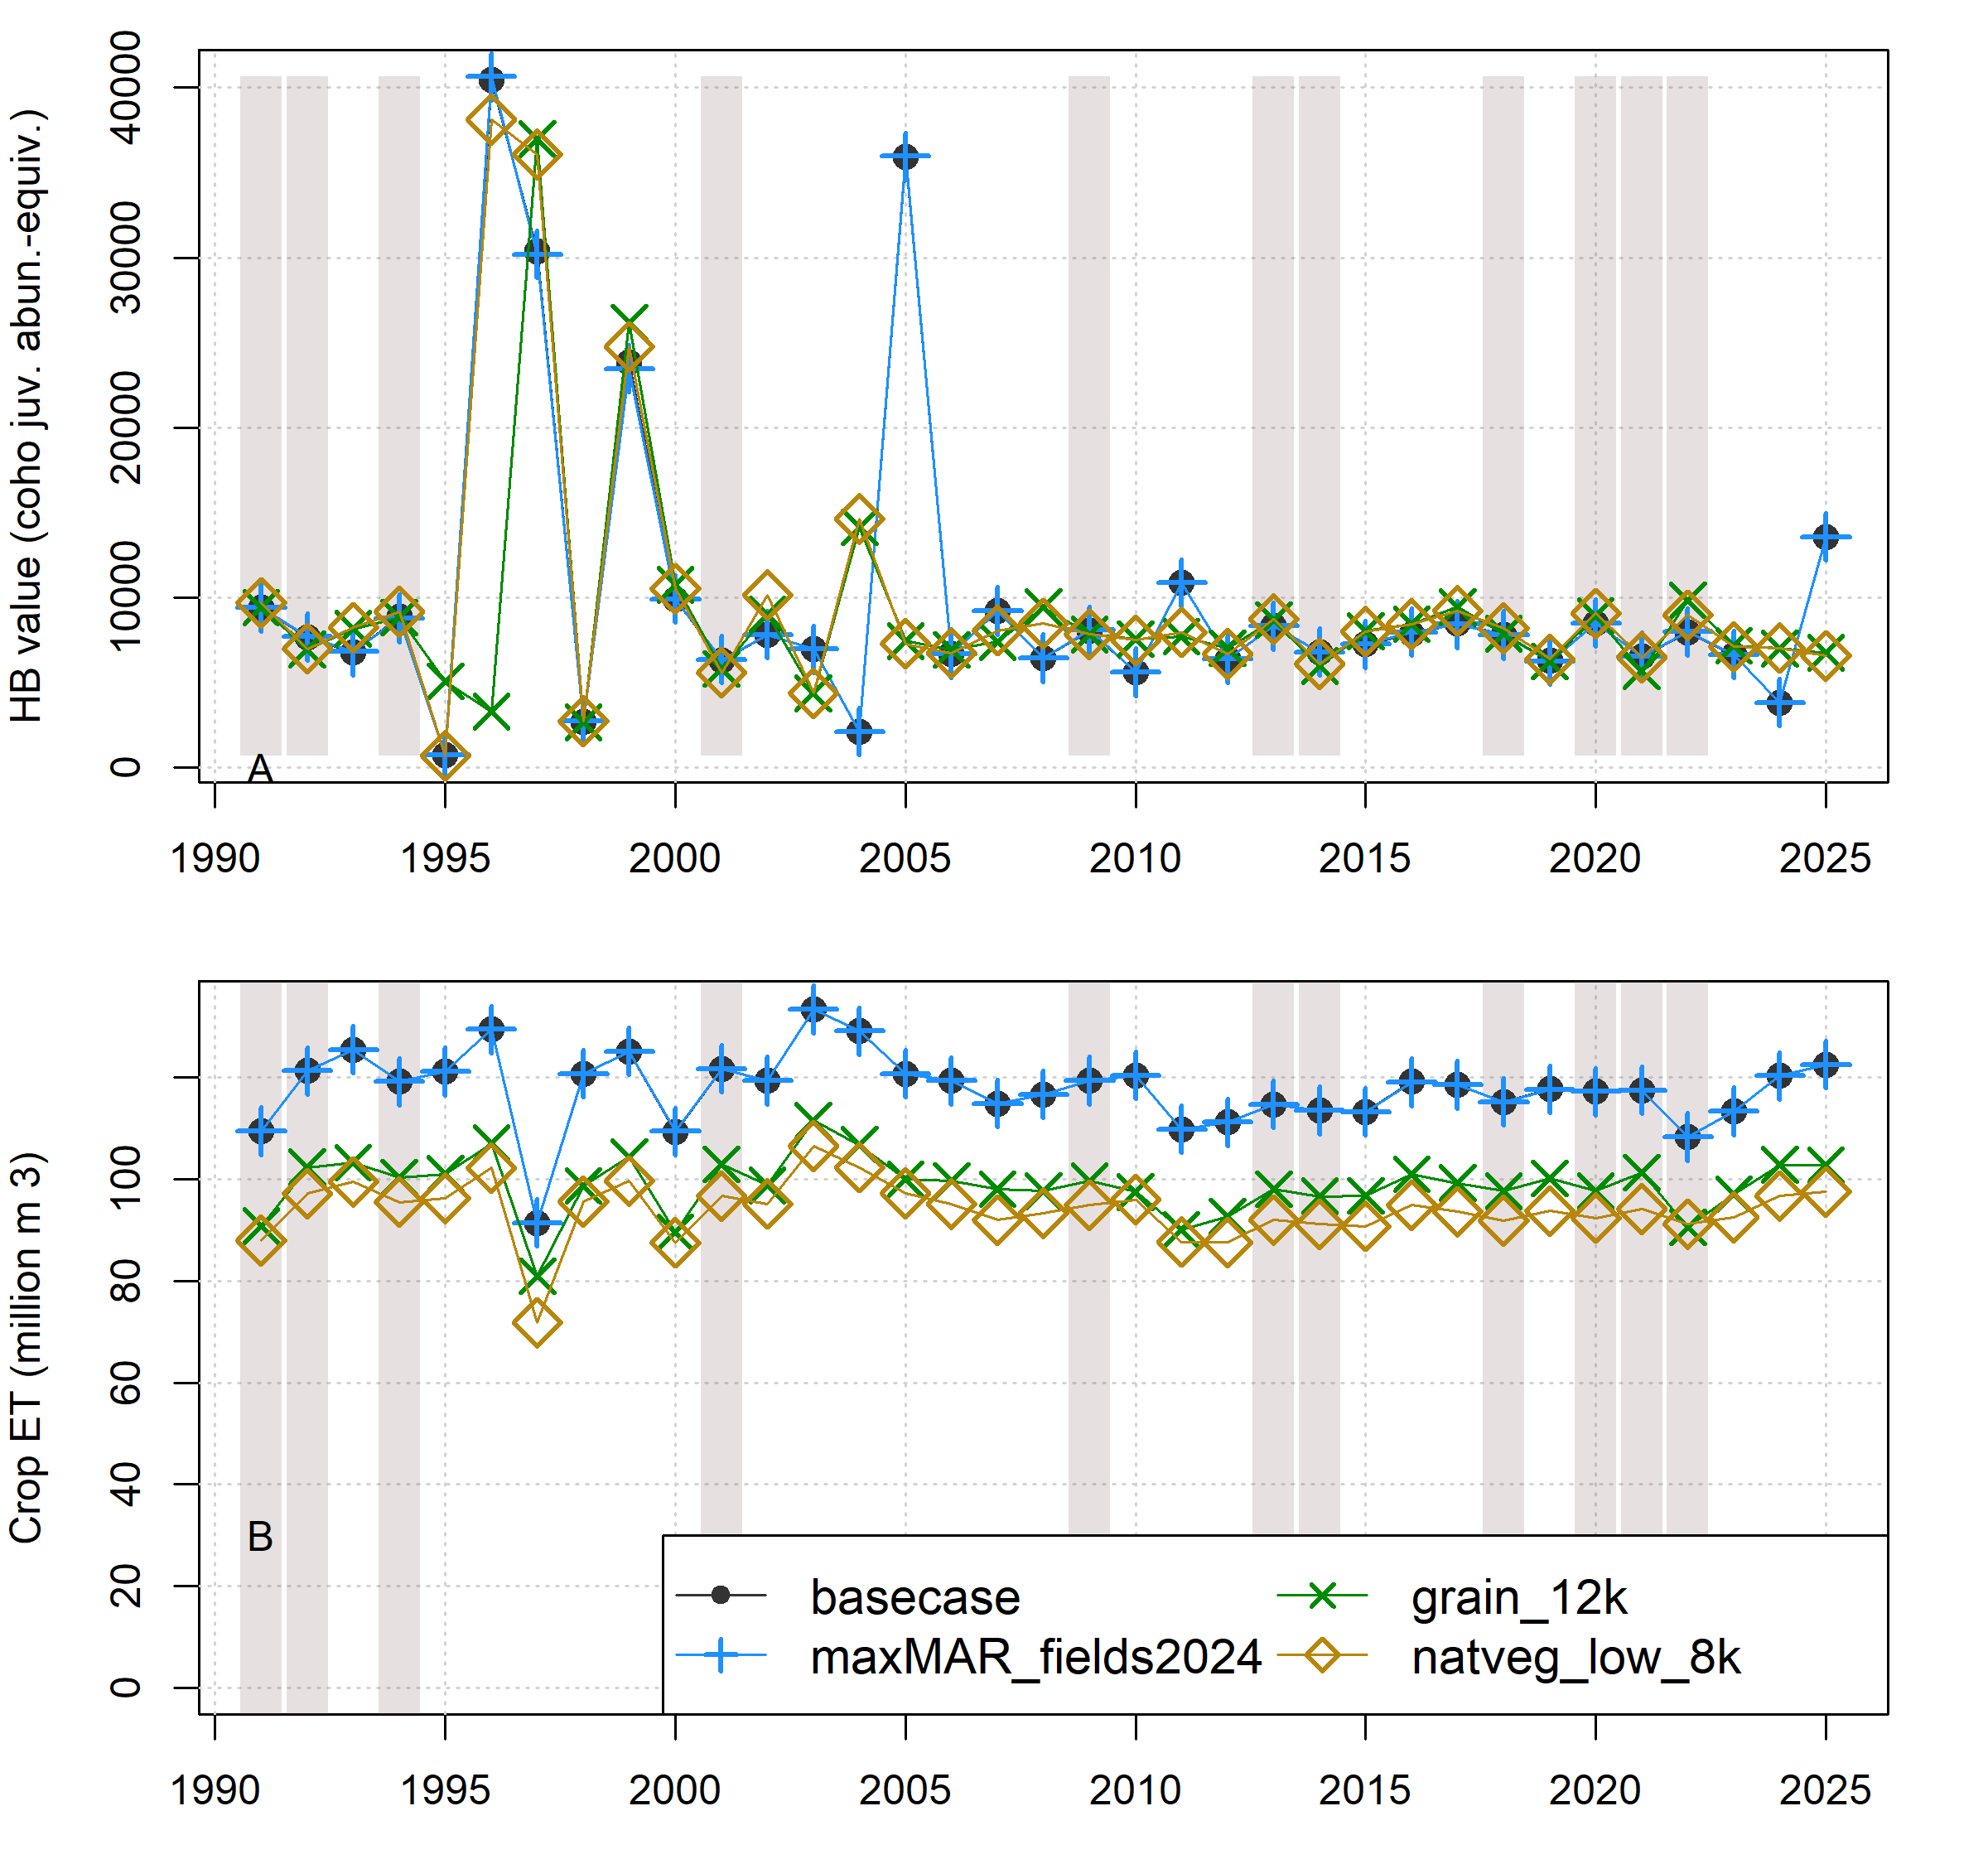 HB value (coho juv. abun.-equiv.)
40000
30000
20000
10000
0
A
1990 1995 2000 2005 2010 2015 2020 2025
Crop ET (million m 3)
100
80
60
40
20
0
B
basecase grain_12k
maxMAR_fields2024 natveg_low_8k
1990 1995 2000 2005 2010 2015 2020 2025